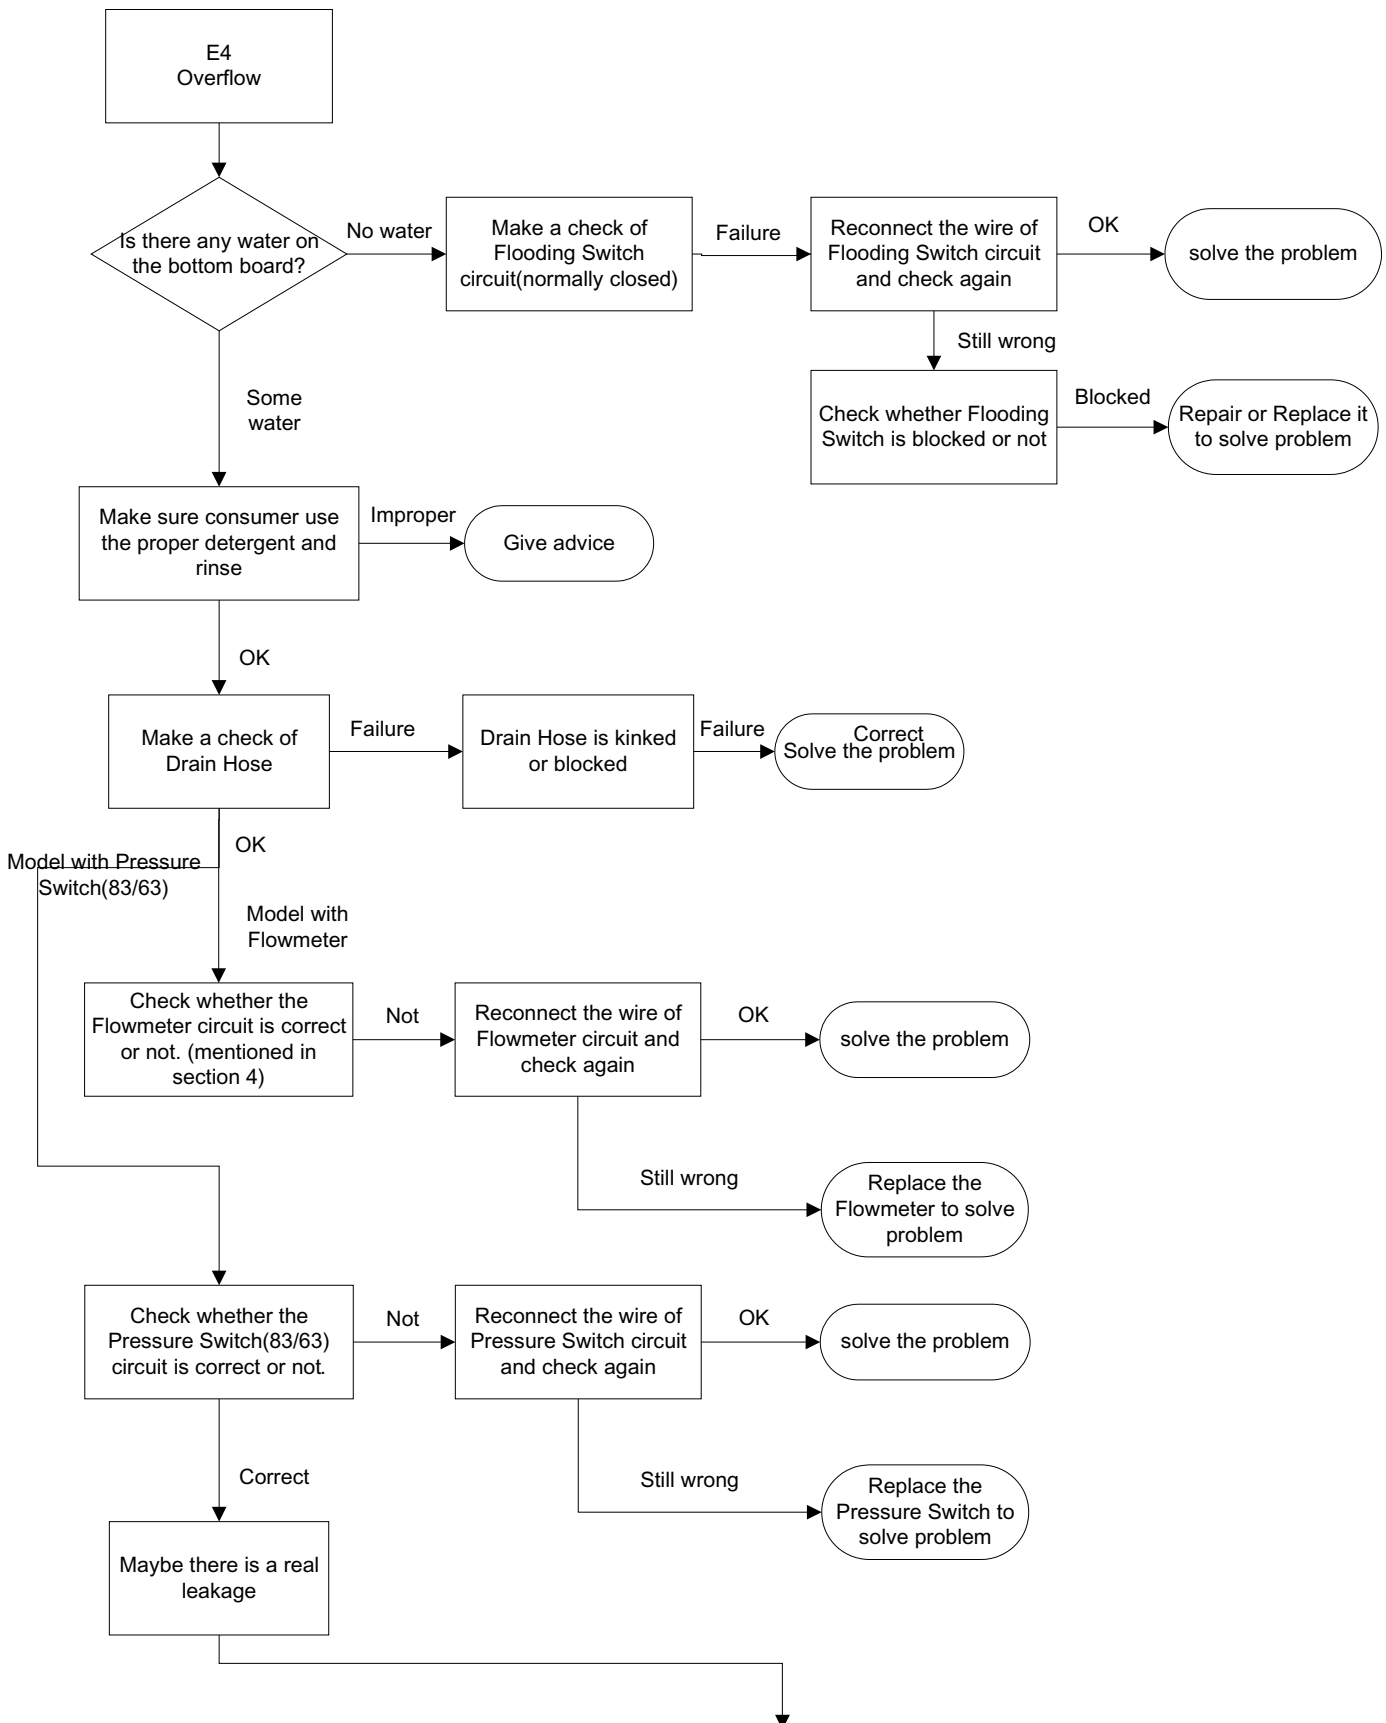 E4
Overflow
Is there any water on
the bottom board?
No water
Make a check of
Flooding Switch
circuit(normally closed)
Failure
Reconnect the wire of
Flooding Switch circuit
and check again
OK
solve the problem
Still wrong
Check whether Flooding
Switch is blocked or not
Blocked
Repair or Replace it
to solve problem
Some
water
Make sure consumer use
the proper detergent and
rinse
Improper
Give advice
OK
Make a check of
Drain Hose
Failure
Drain Hose is kinked
or blocked
Failure
Correct
Solve the problem
OK
Model with Pressure
Switch(83/63)
Model with
Flowmeter
Check whether the
Flowmeter circuit is correct
or not. (mentioned in
section 4)
Not
Reconnect the wire of
Flowmeter circuit and
check again
OK
solve the problem
Still wrong
Replace the
Flowmeter to solve
problem
Check whether the
Pressure Switch(83/63)
circuit is correct or not.
Not
Reconnect the wire of
Pressure Switch circuit
and check again
OK
solve the problem
Still wrong
Replace the
Pressure Switch to
solve problem
Correct
Maybe there is a real
leakage